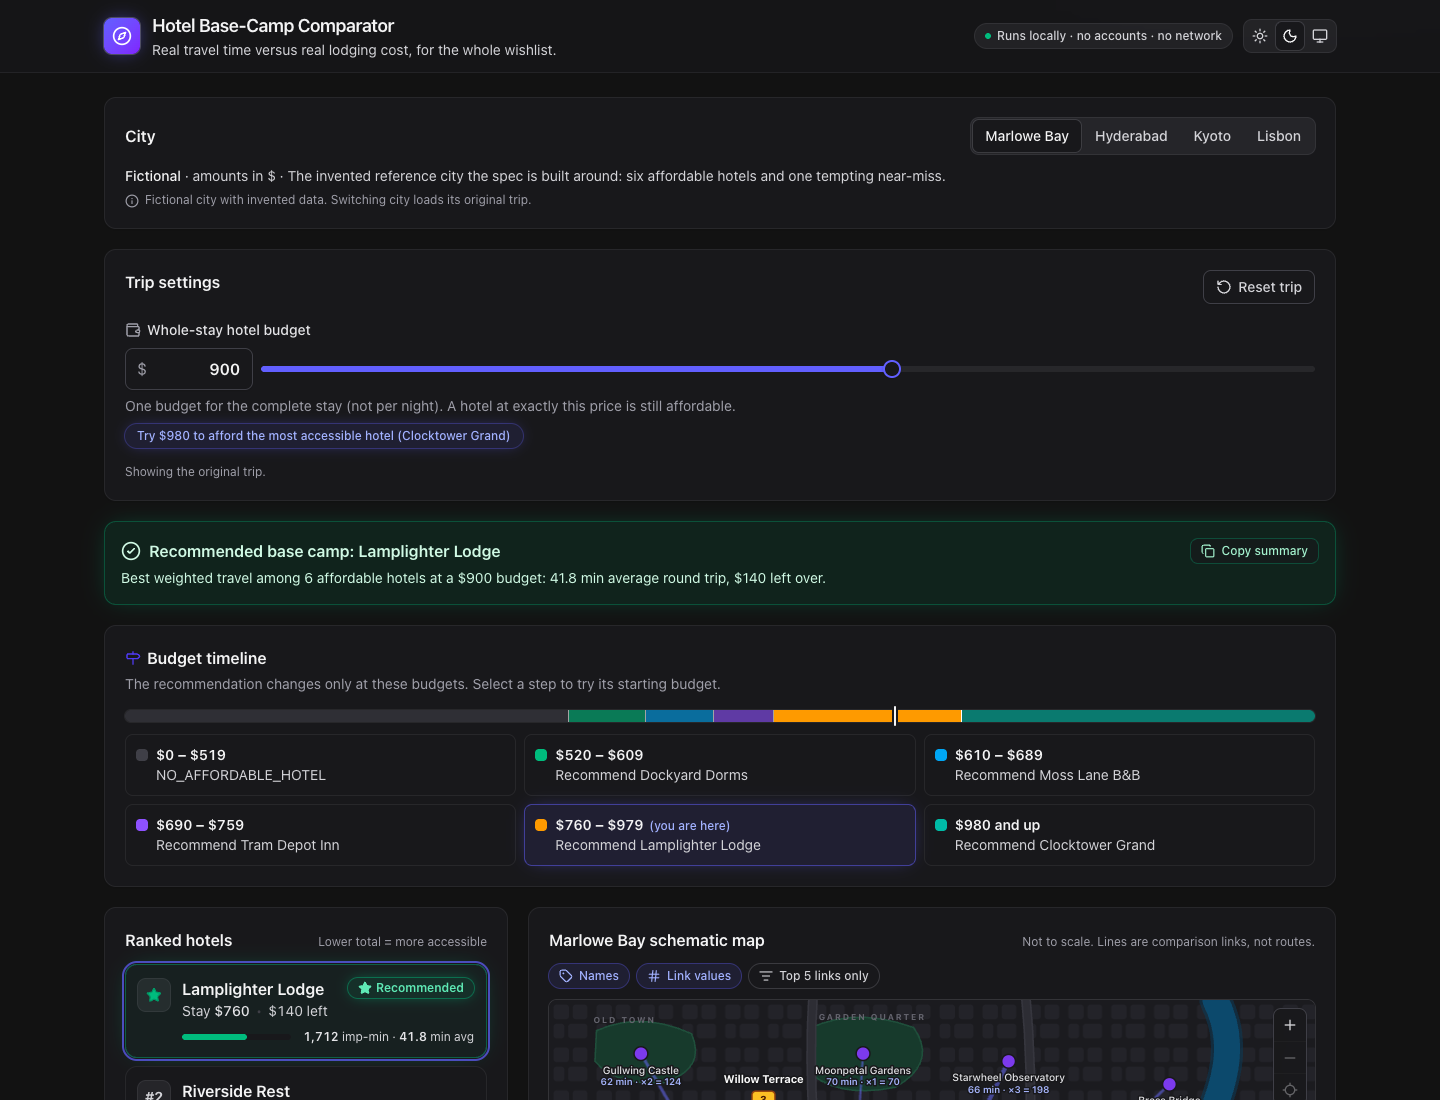 Hotel Base-Camp Comparator
Real travel time versus real lodging cost, for the whole wishlist.
Runs locally · no accounts · no network
City
Marlowe Bay
Hyderabad
Kyoto
Lisbon
Fictional · amounts in $ · The invented reference city the spec is built around: six affordable hotels and one tempting near-miss.
Fictional city with invented data. Switching city loads its original trip.
Trip settings
Reset trip
Whole-stay hotel budget
$ 900
One budget for the complete stay (not per night). A hotel at exactly this price is still affordable.
Try $980 to afford the most accessible hotel (Clocktower Grand)
Showing the original trip.
Recommended base camp: Lamplighter Lodge
Copy summary
Best weighted travel among 6 affordable hotels at a $900 budget: 41.8 min average round trip, $140 left over.
Budget timeline
The recommendation changes only at these budgets. Select a step to try its starting budget.
$0 – $519
NO_AFFORDABLE_HOTEL
$520 – $609
Recommend Dockyard Dorms
$610 – $689
Recommend Moss Lane B&B
$690 – $759
Recommend Tram Depot Inn
$760 – $979 (you are here)
Recommend Lamplighter Lodge
$980 and up
Recommend Clocktower Grand
Ranked hotels
Lower total = more accessible
Lamplighter Lodge
Recommended
Stay $760 · $140 left
1,712 imp-min · 41.8 min avg
#2
Riverside Rest
Marlowe Bay schematic map
Not to scale. Lines are comparison links, not routes.
Names
Link values
Top 5 links only
OLD TOWN
GARDEN QUARTER
Gullwing Castle
62 min · ×2 = 124
Willow Terrace
Moonpetal Gardens
70 min · ×1 = 70
Starwheel Observatory
66 min · ×3 = 198